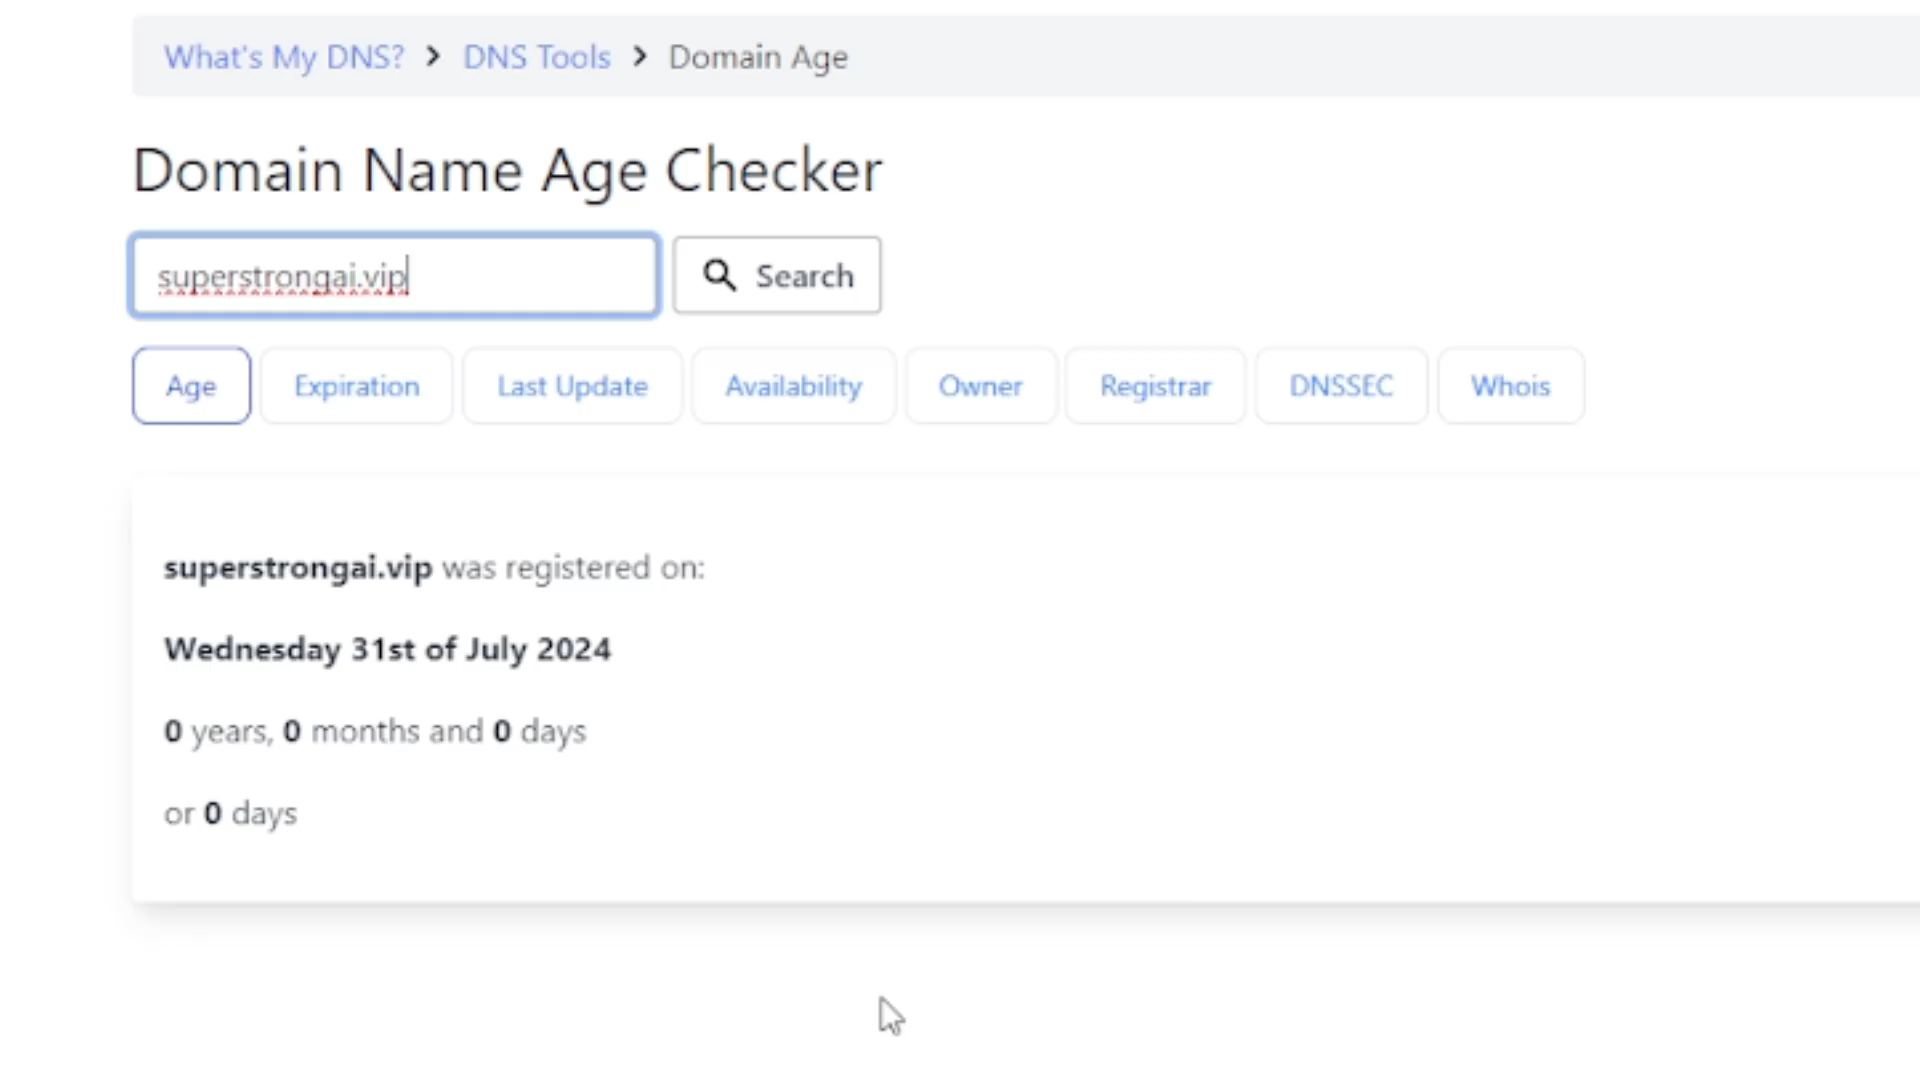 What's My DNS? > DNS Tools > Domain Age
Domain Name Age Checker
superstrongai.vip Search
Age Expiration Last Update Availability Owner Registrar DNSSEC Whois
superstrongai.vip was registered on:
Wednesday 31st of July 2024
0 years, 0 months and 0 days
or 0 days